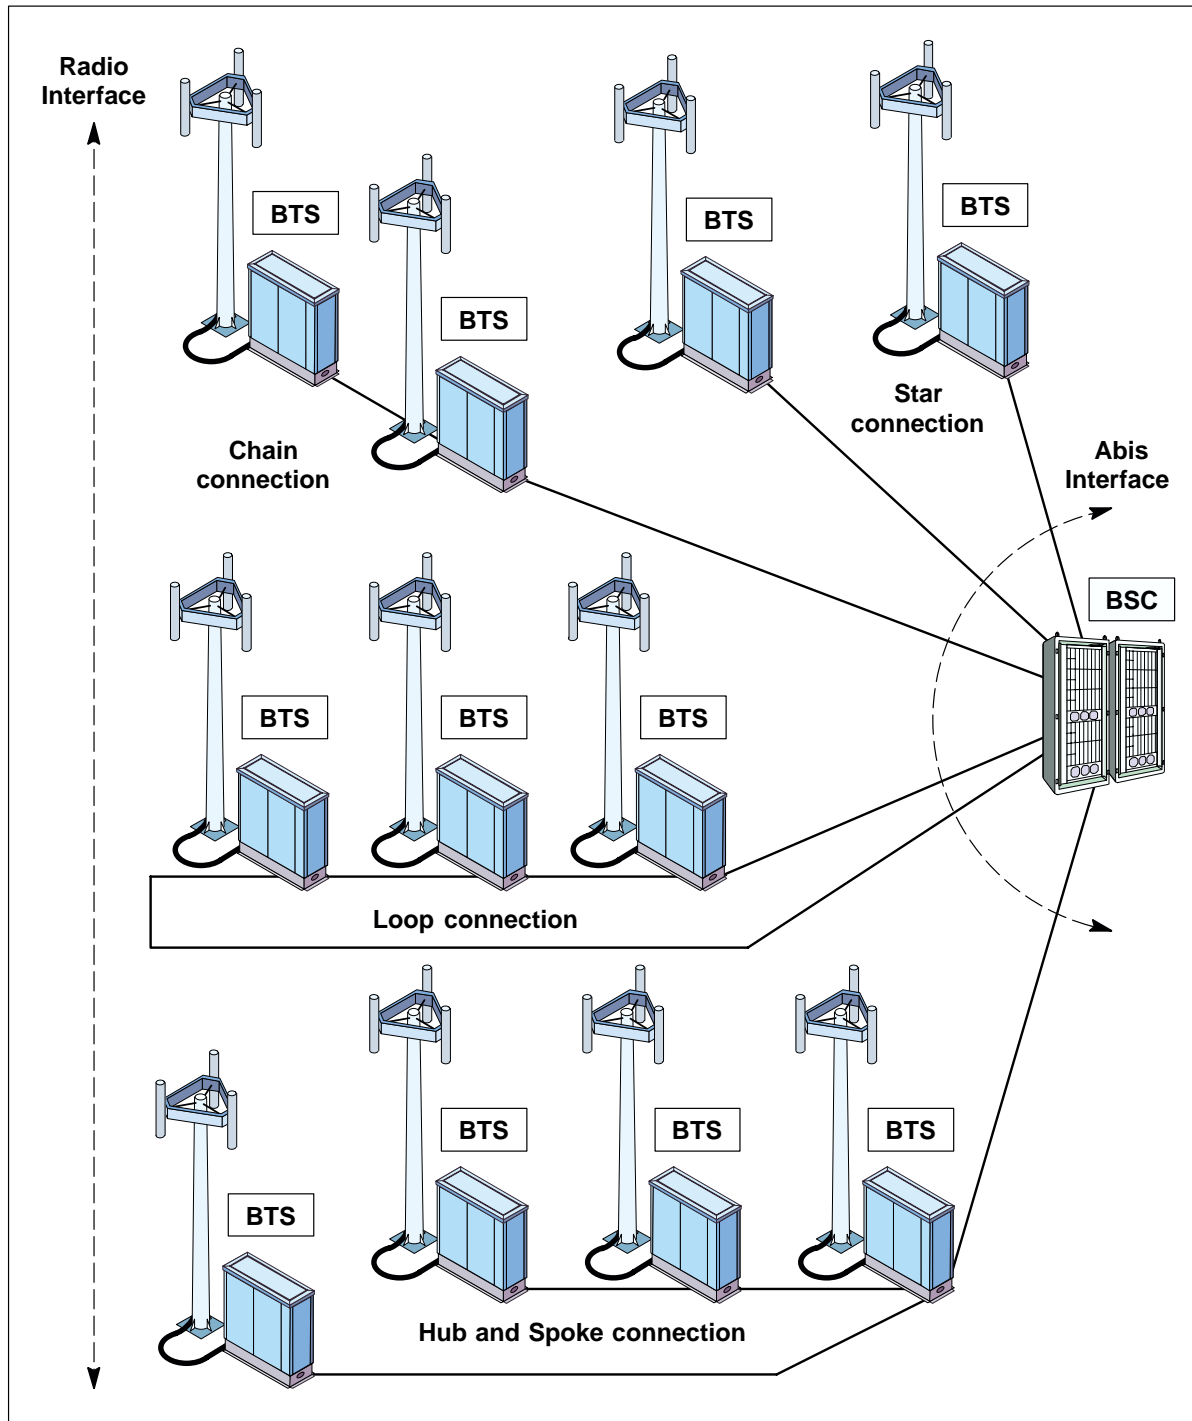 Radio
Interface
BTS
BTS
BTS
BTS
Star
connection
Chain
connection
Abis
Interface
BSC
BTS
BTS
BTS
Loop connection
BTS
BTS
BTS
BTS
Hub and Spoke connection